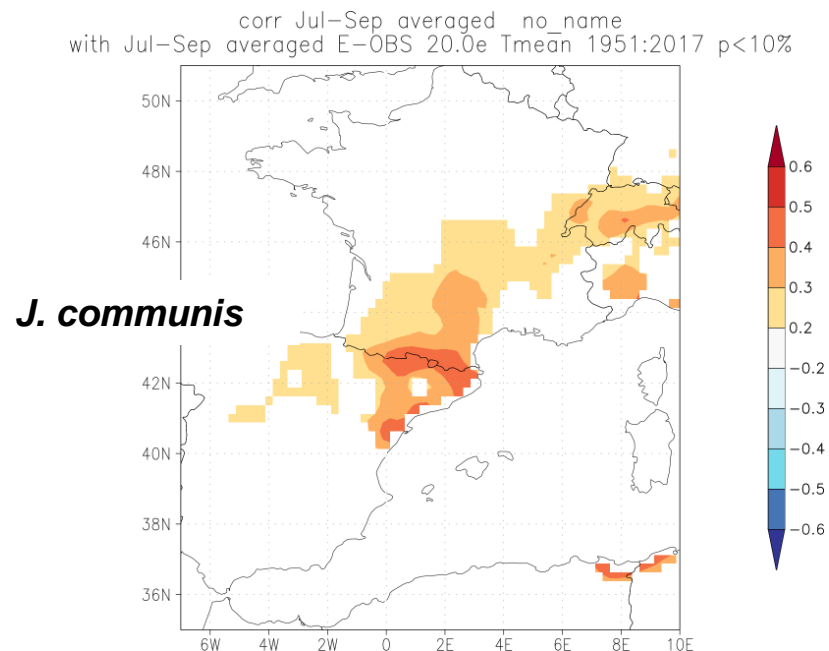 corr Jul-Sep averaged no_name
with Jul-Sep averaged E-OBS 20.0e Tmean 1951:2017 p<10%
50N
48N
46N
44N
42N
40N
38N
36N
6W 4W 2W 0 2E 4E 6E 8E 10E
J. communis
0.6
0.5
0.4
0.3
0.2
-0.2
-0.3
-0.4
-0.5
-0.6